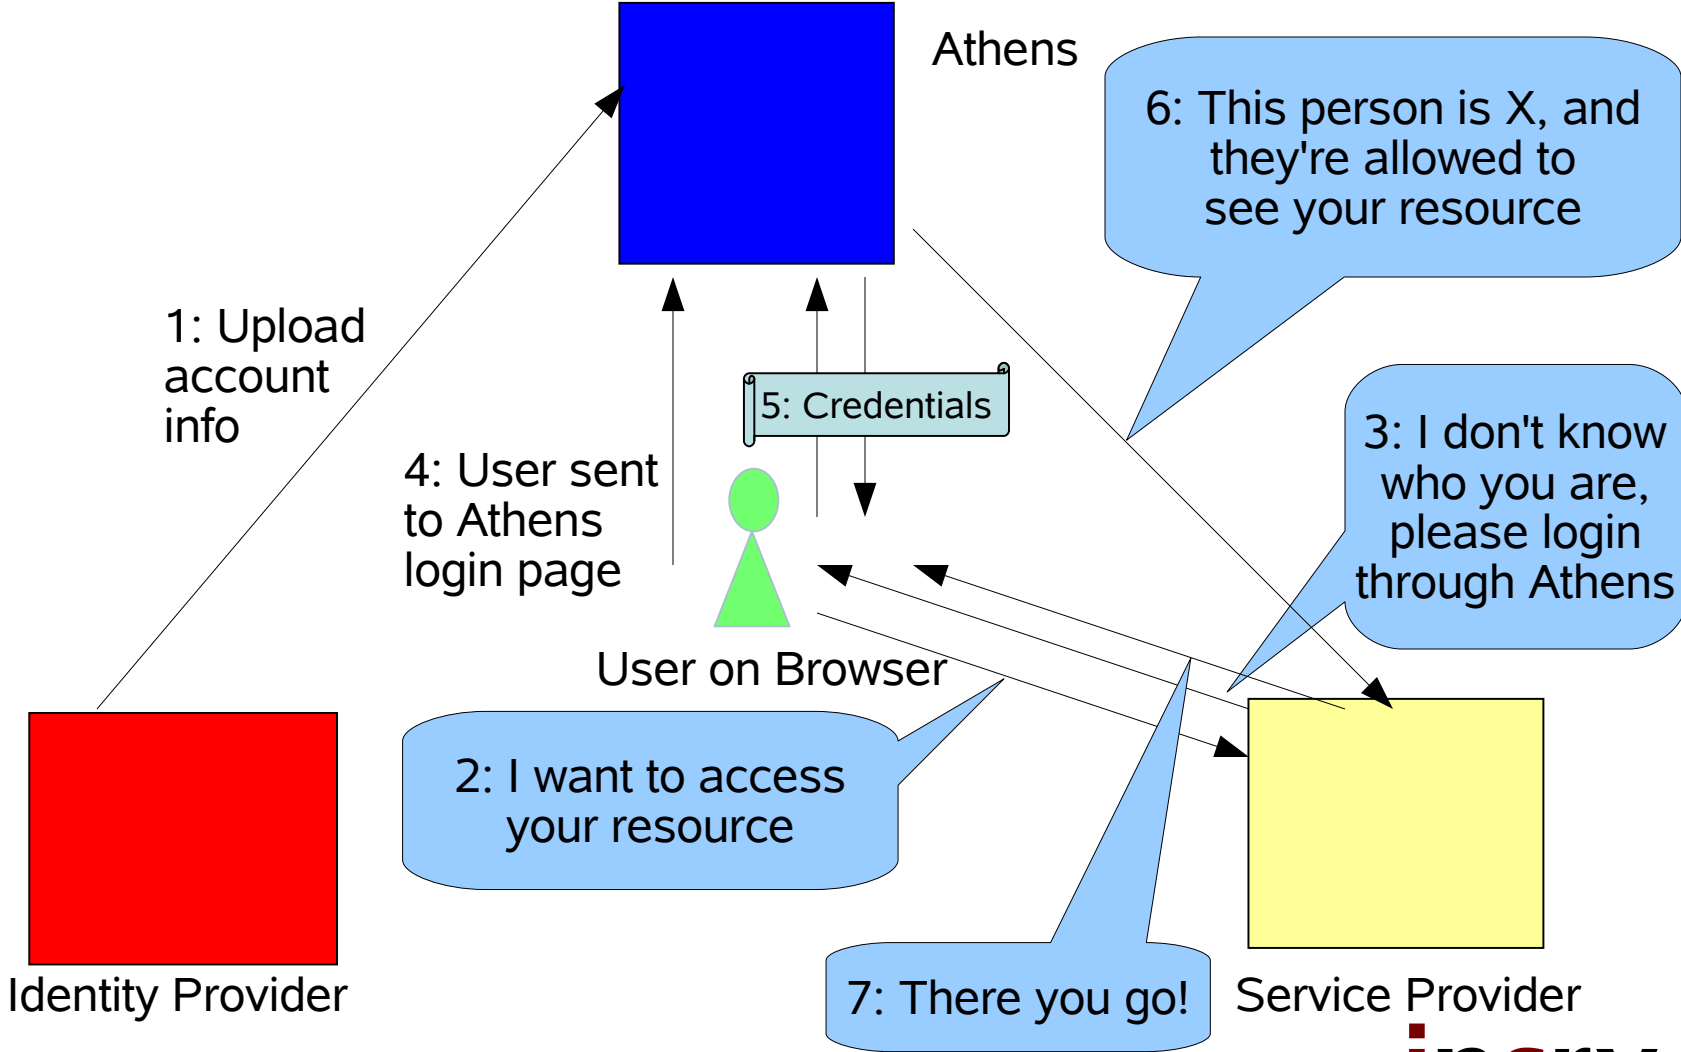 Athens
6: This person is X, and
they're allowed to
see your resource
1: Upload
account
info
5: Credentials
3: I don't know
who you are,
please login
through Athens
4: User sent
to Athens
login page
User on Browser
2: I want to access
your resource
7: There you go!
Identity Provider
Service Provider